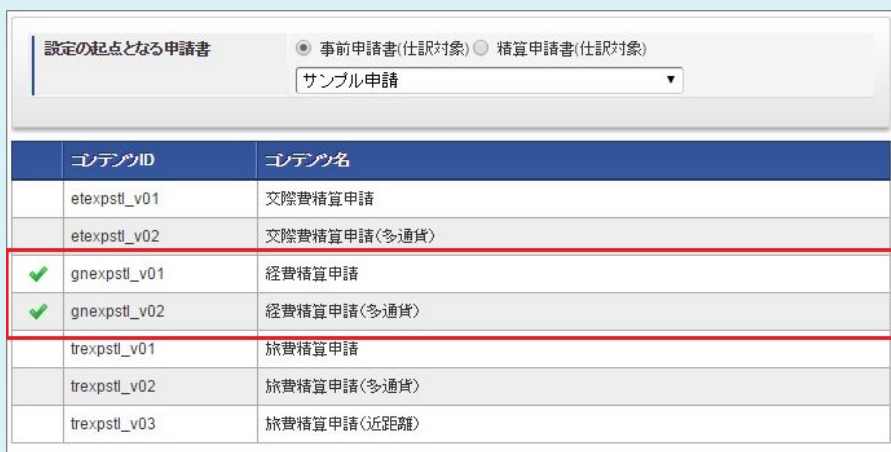 設定の起点となる申請書
事前申請書(仕訳対象) 精算申請書(仕訳対象)
サンプル申請
コンテンツID コンテンツ名
etexpstl_v01 交際費精算申請
etexpstl_v02 交際費精算申請(多通貨)
gnexpstl_v01 経費精算申請
gnexpstl_v02 経費精算申請(多通貨)
trexpstl_v01 旅費精算申請
trexpstl_v02 旅費精算申請(多通貨)
trexpstl_v03 旅費精算申請(近距離)